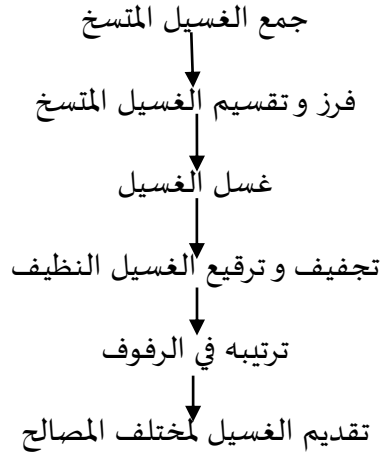 جمع الغسيل المتسخ
فرز و تقسيم الغسيل المتسخ
غسل الغسيل
تجفيف و ترقيع الغسيل النظيف
ترتيبه في الرفوف
تقديم الغسيل لمختلف المصالح